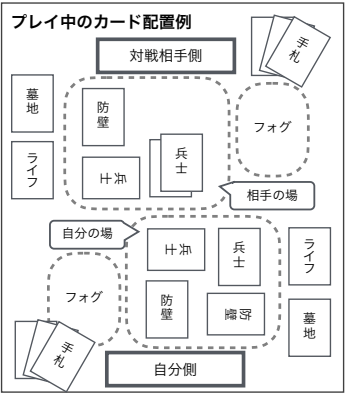 プレイ中のカード配置例
対戦相手側
手札
墓地
防壁
フォグ
ライフ
兵士
兵士
相手の場
自分の場
兵士
兵士
ライフ
フォグ
防壁
防壁
墓地
手札
自分側